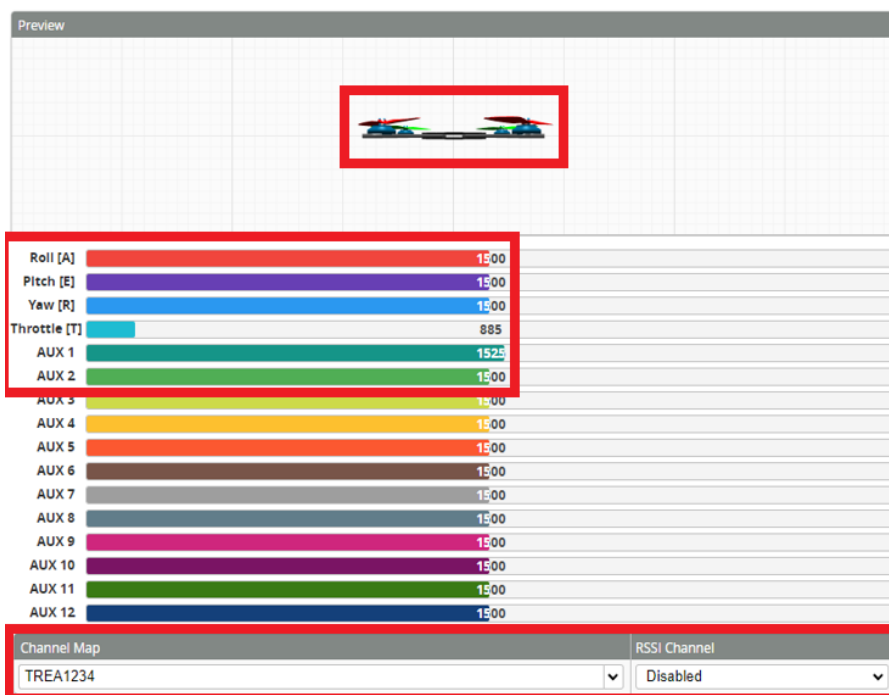 Preview
Roll [A] 1500
Pitch [E] 1500
Yaw [R] 1500
Throttle [T] 885
AUX 1 1525
AUX 2 1500
AUX 3 1500
AUX 4 1500
AUX 5 1500
AUX 6 1500
AUX 7 1500
AUX 8 1500
AUX 9 1500
AUX 10 1500
AUX 11 1500
AUX 12 1500
Channel Map RSSI Channel
TREA1234 Disabled